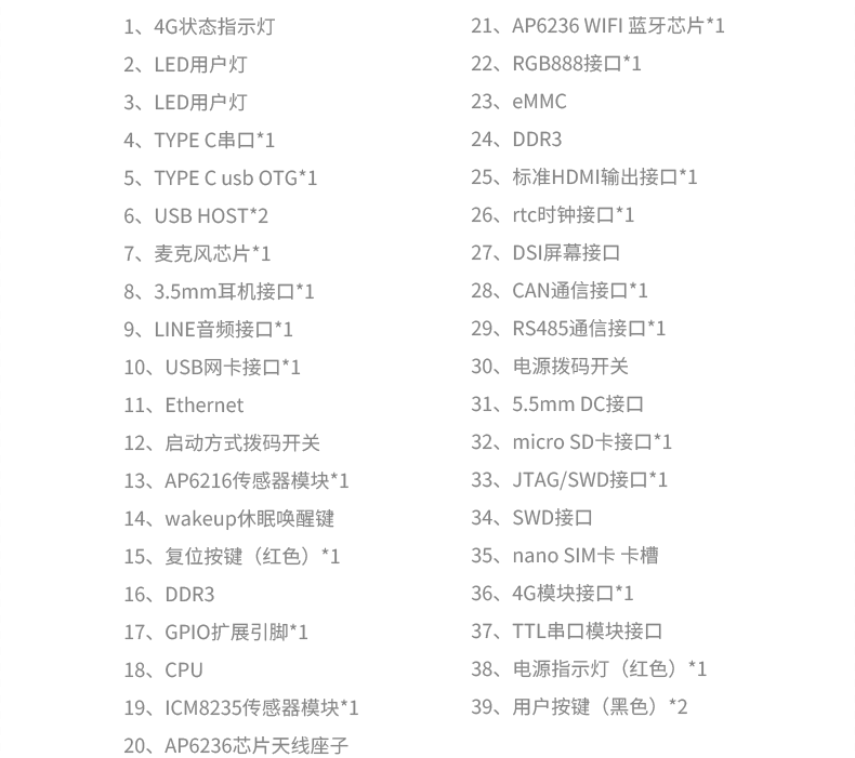 1、4G状态指示灯
2、LED用户灯
3、LED用户灯
4、TYPE C串口*1
5、TYPE C usb OTG*1
6、USB HOST*2
7、麦克风芯片*1
8、3.5mm耳机接口*1
9、LINE音频接口*1
10、USB网卡接口*1
11、Ethernet
12、启动方式拨码开关
13、AP6216传感器模块*1
14、wakeup休眠唤醒键
15、复位按键（红色）*1
16、DDR3
17、GPIO扩展引脚*1
18、CPU
19、ICM8235传感器模块*1
20、AP6236芯片天线座子
21、AP6236 WIFI 蓝牙芯片*1
22、RGB888接口*1
23、eMMC
24、DDR3
25、标准HDMI输出接口*1
26、rtc时钟接口*1
27、DSI屏幕接口
28、CAN通信接口*1
29、RS485通信接口*1
30、电源拨码开关
31、5.5mm DC接口
32、micro SD卡接口*1
33、JTAG/SWD接口*1
34、SWD接口
35、nano SIM卡 卡槽
36、4G模块接口*1
37、TTL串口模块接口
38、电源指示灯（红色）*1
39、用户按键（黑色）*2